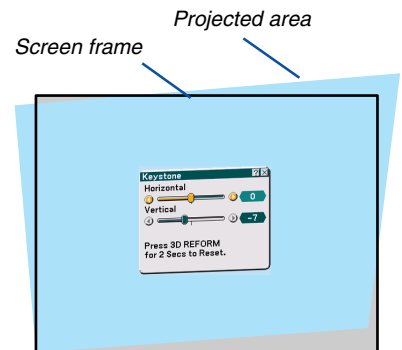 Projected area
Screen frame
Keystone
Horizontal
0
Vertical
-7
Press 3D REFORM
for 2 Secs to Reset.